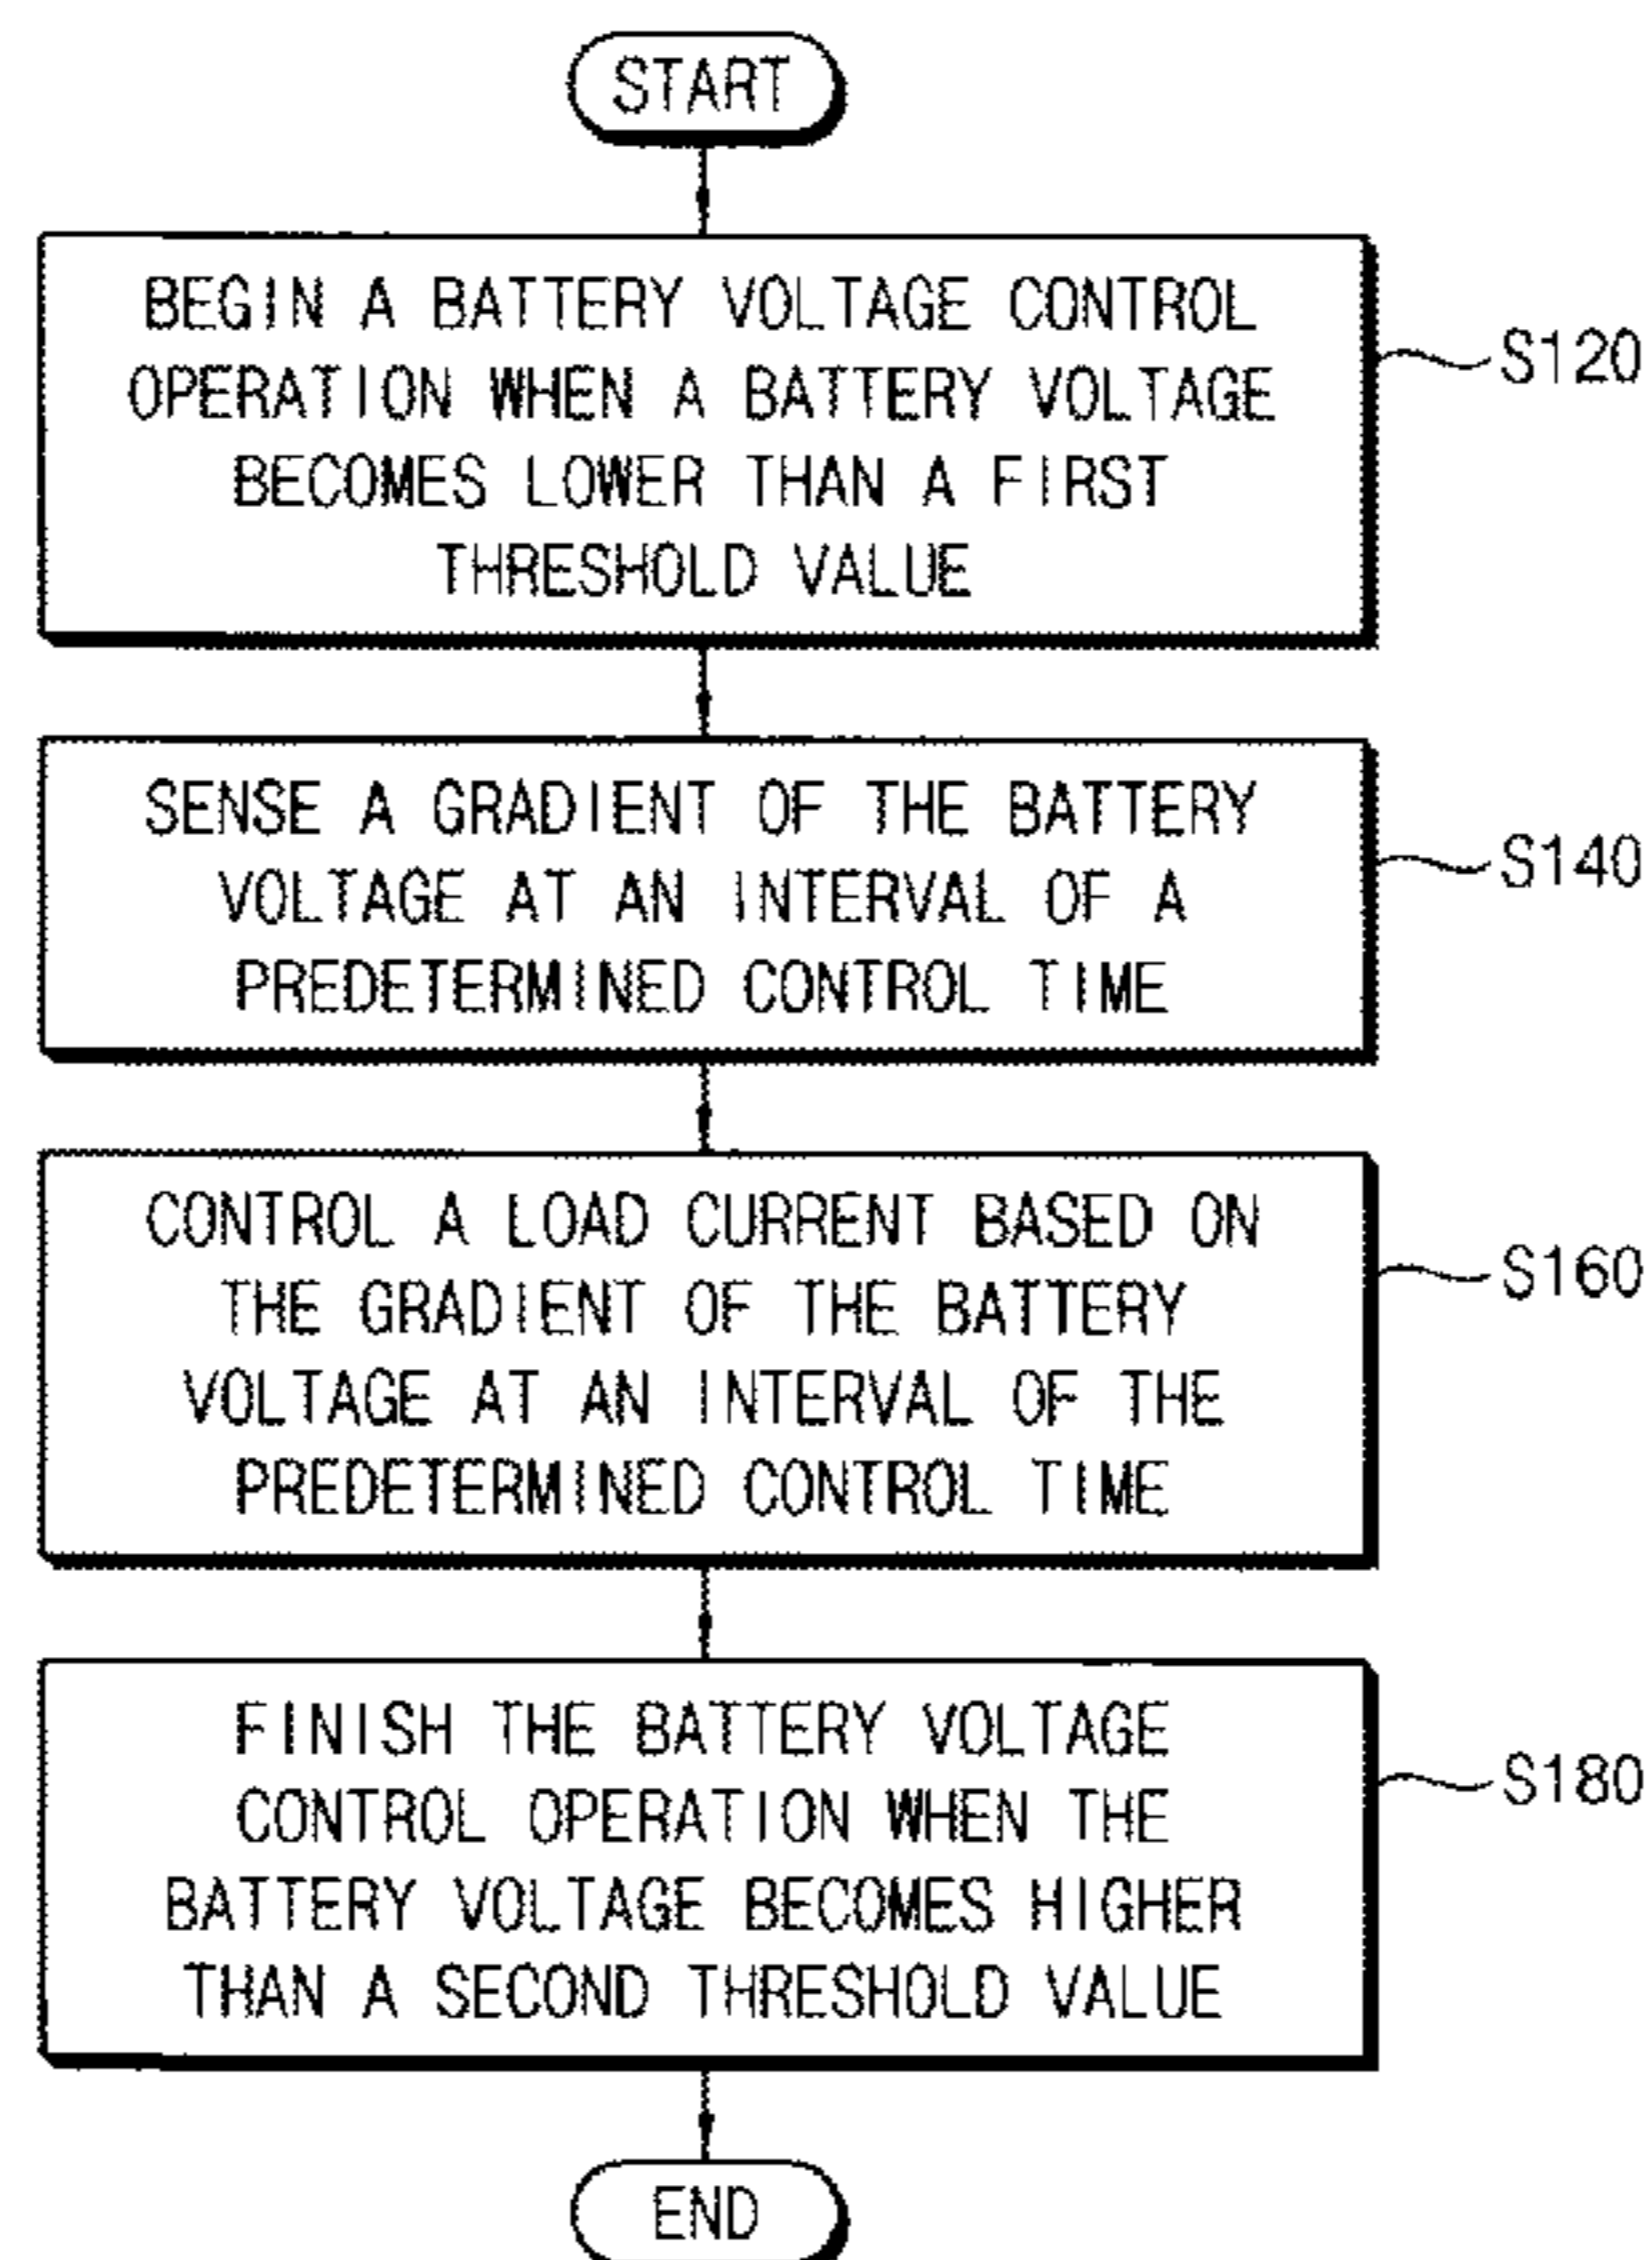 START
BEGIN A BATTERY VOLTAGE CONTROL
OPERATION WHEN A BATTERY VOLTAGE
BECOMES LOWER THAN A FIRST
THRESHOLD VALUE
S120
SENSE A GRADIENT OF THE BATTERY
VOLTAGE AT AN INTERVAL OF A
PREDETERMINED CONTROL TIME
S140
CONTROL A LOAD CURRENT BASED ON
THE GRADIENT OF THE BATTERY
VOLTAGE AT AN INTERVAL OF THE
PREDETERMINED CONTROL TIME
S160
FINISH THE BATTERY VOLTAGE
CONTROL OPERATION WHEN THE
BATTERY VOLTAGE BECOMES HIGHER
THAN A SECOND THRESHOLD VALUE
S180
END